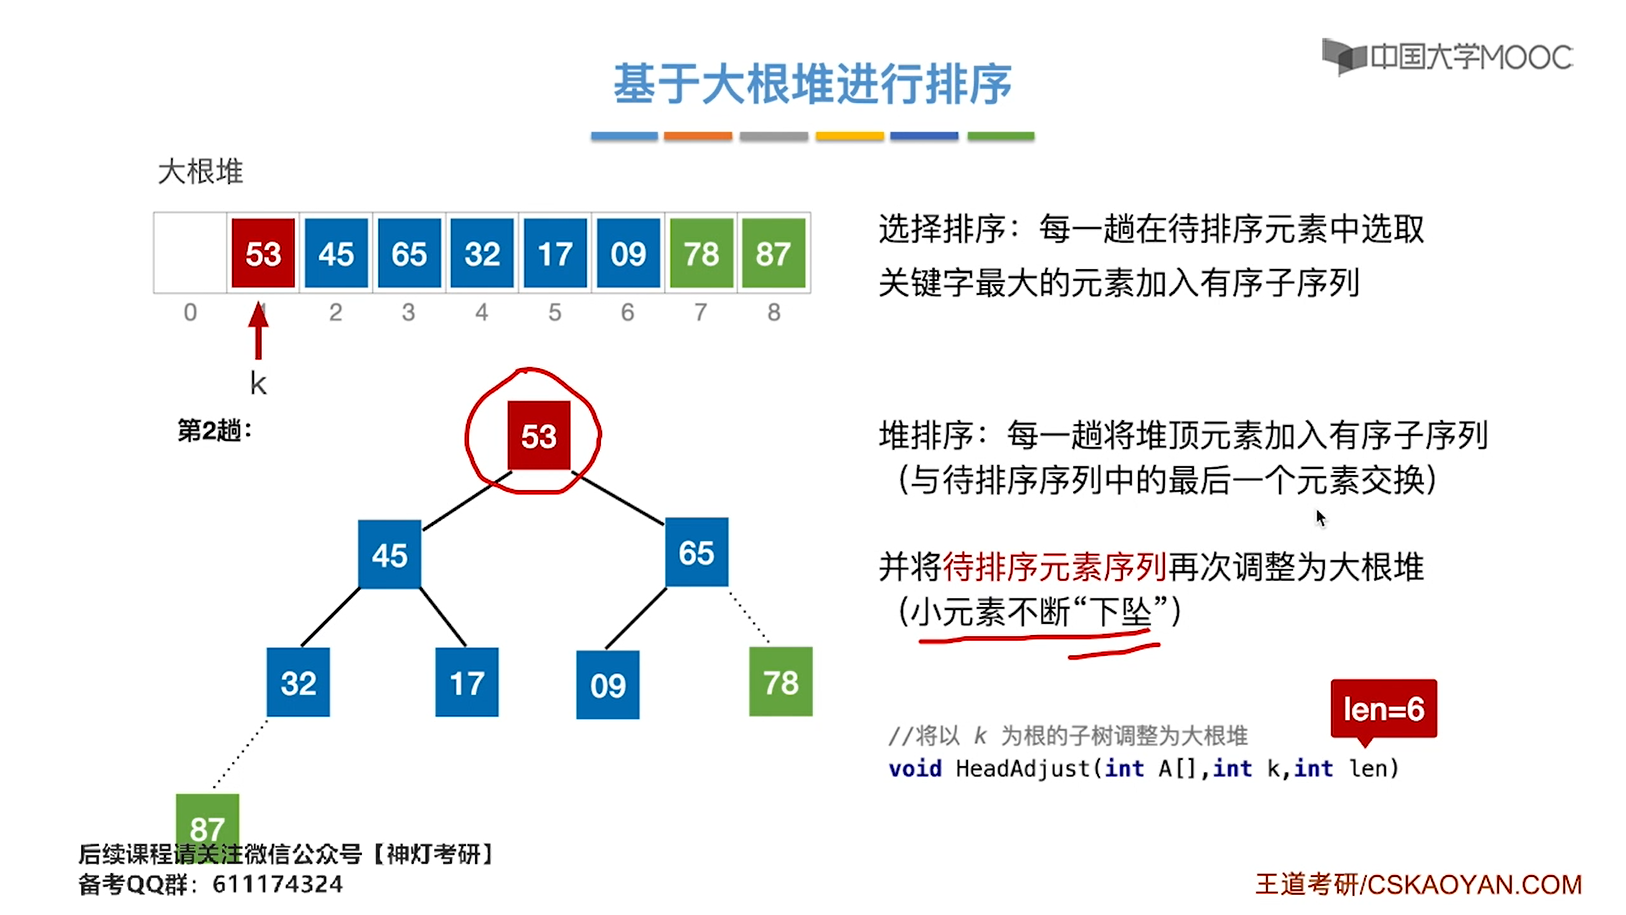 中国大学MOOC
基于大根堆进行排序
大根堆
53 45 65 32 17 09 78 87
0 1 2 3 4 5 6 7 8
k
选择排序：每一趟在待排序元素中选取
关键字最大的元素加入有序子序列
第2趟：
53
45 65
32 17 09 78
87
堆排序：每一趟将堆顶元素加入有序子序列
（与待排序序列中的最后一个元素交换）
并将待排序元素序列再次调整为大根堆
（小元素不断“下坠”）
len=6
//将以 k 为根的子树调整为大根堆
void HeadAdjust(int A[],int k,int len)
后续课程请关注微信公众号【神灯考研】
备考QQ群：611174324
王道考研/CSKAOYAN.COM